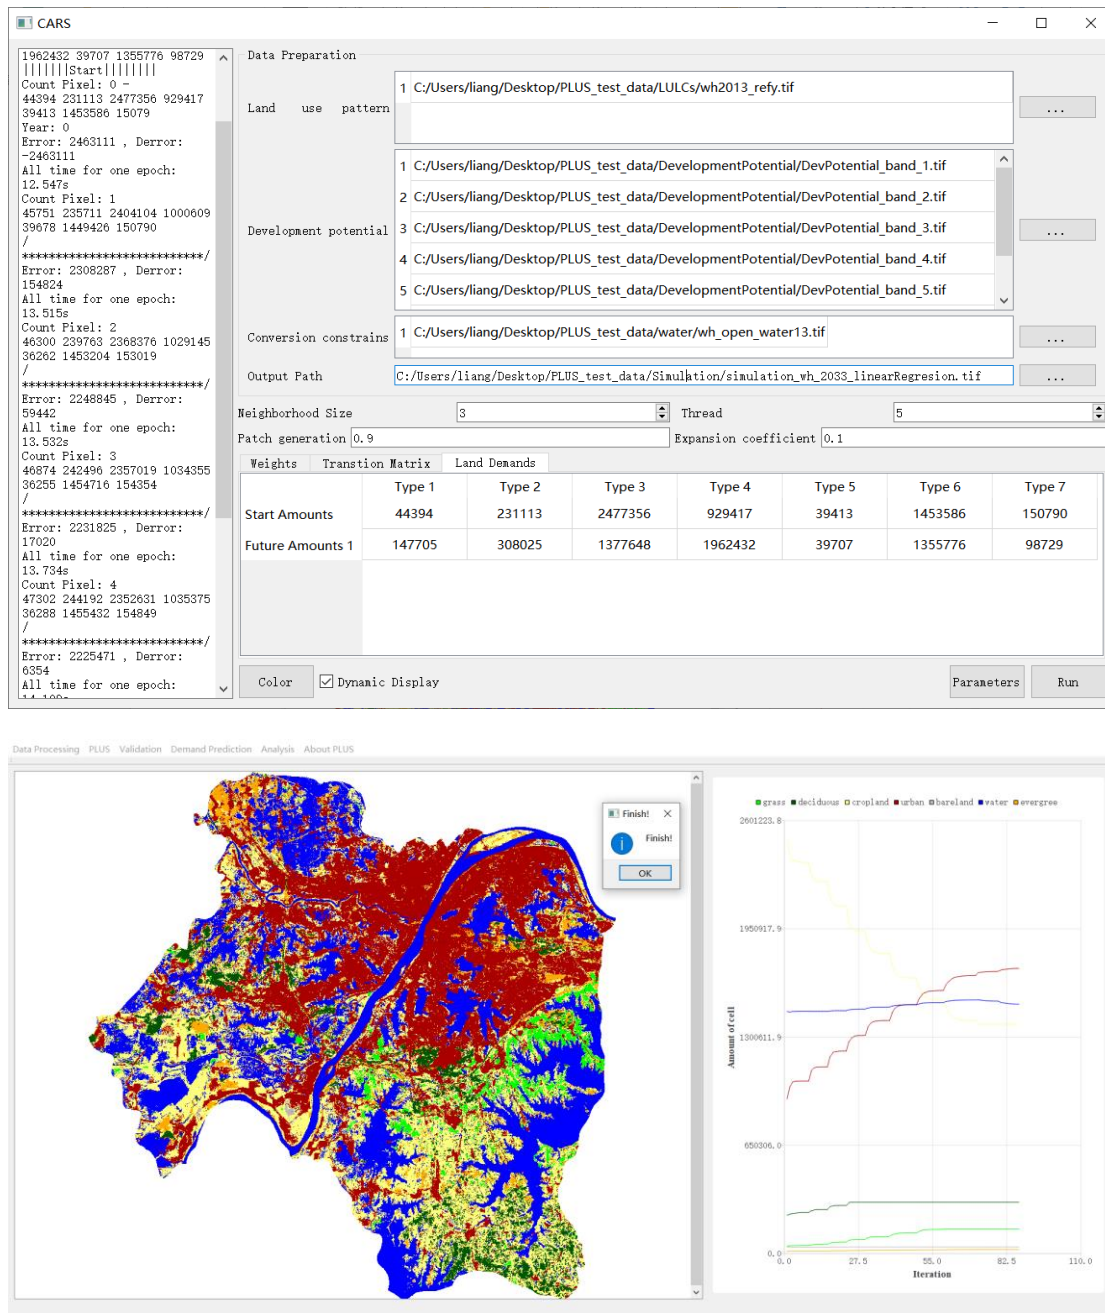 CARS
1962432 39707 1355776 98729
|||||||Start||||||||
Count Pixel: 0 -
44394 231113 2477356 929417
39413 1453586 15079
Year: 0
Error: 2463111 , Derror:
-2463111
All time for one epoch:
12.547s
Count Pixel: 1
45751 235711 2404104 1000609
39678 1449426 150790
/
***************************/
Error: 2308287 , Derror:
154824
All time for one epoch:
13.515s
Count Pixel: 2
46300 239763 2368376 1029145
36262 1453204 153019
/
***************************/
Error: 2248845 , Derror:
59442
All time for one epoch:
13.532s
Count Pixel: 3
46874 242496 2357019 1034355
36255 1454716 154354
/
***************************/
Error: 2231825 , Derror:
17020
All time for one epoch:
13.734s
Count Pixel: 4
47302 244192 2352631 1035375
36288 1455432 154849
/
***************************/
Error: 2225471 , Derror:
6354
All time for one epoch:
Data Preparation
Land use pattern
1 C:/Users/liang/Desktop/PLUS_test_data/LULCs/wh2013_refy.tif
...
Development potential
1 C:/Users/liang/Desktop/PLUS_test_data/DevelopmentPotential/DevPotential_band_1.tif
2 C:/Users/liang/Desktop/PLUS_test_data/DevelopmentPotential/DevPotential_band_2.tif
3 C:/Users/liang/Desktop/PLUS_test_data/DevelopmentPotential/DevPotential_band_3.tif
4 C:/Users/liang/Desktop/PLUS_test_data/DevelopmentPotential/DevPotential_band_4.tif
5 C:/Users/liang/Desktop/PLUS_test_data/DevelopmentPotential/DevPotential_band_5.tif
...
Conversion constrains
1 C:/Users/liang/Desktop/PLUS_test_data/water/wh_open_water13.tif
...
Output Path C:/Users/liang/Desktop/PLUS_test_data/Simulation/simulation_wh_2033_linearRegresion.tif ...
Neighborhood Size 3 Thread 5
Patch generation 0.9 Expansion coefficient 0.1
Weights Transtion Matrix Land Demands
Type 1 Type 2 Type 3 Type 4 Type 5 Type 6 Type 7
Start Amounts 44394 231113 2477356 929417 39413 1453586 150790
Future Amounts 1 147705 308025 1377648 1962432 39707 1355776 98729
Color Dynamic Display Parameters Run
Data Processing PLUS Validation Demand Prediction Analysis About PLUS
Finish!
Finish!
OK
grass deciduous cropland urban bareland vater evergree
2601223.8
1950917.9
1300611.9
650306.0
0.0
Amount of cell
0.0 27.5 55.0 82.5 110.0
Iteration